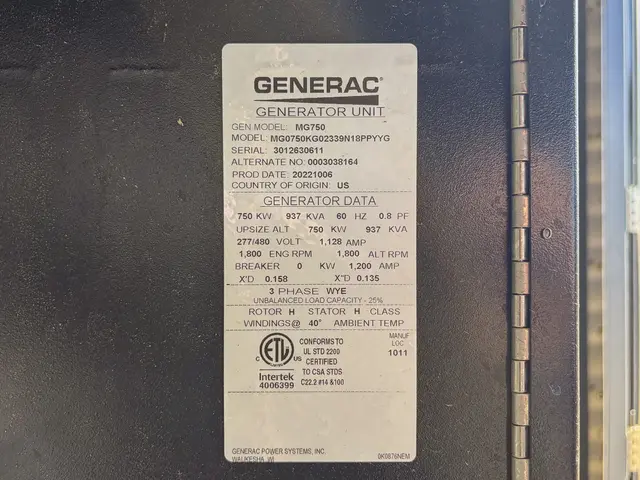 GENERAC®
GENERATOR UNIT
GEN MODEL: MG750
MODEL: MG0750KG02339N18PPYYG
SERIAL: 3012630611
ALTERNATE NO: 0003038164
PROD DATE: 20221006
COUNTRY OF ORIGIN: US
GENERATOR DATA
750 KW 937 KVA 60 HZ 0.8 PF
UPSIZE ALT 750 KW 937 KVA
277/480 VOLT 1,128 AMP
1,800 ENG RPM 1,800 ALT RPM
BREAKER 0 KW 1,200 AMP
X'D 0.158 X"D 0.135
3 PHASE WYE
UNBALANCED LOAD CAPACITY - 25%
ROTOR H STATOR H CLASS
WINDINGS@ 40° AMBIENT TEMP
C ETL US
Intertek
4006399
CONFORMS TO
UL STD 2200
CERTIFIED
TO CSA STDS
C22.2 #14 &100
MANUF
LOC
1011
GENERAC POWER SYSTEMS, INC.
WAUKESHA, WI
0K0876NEM